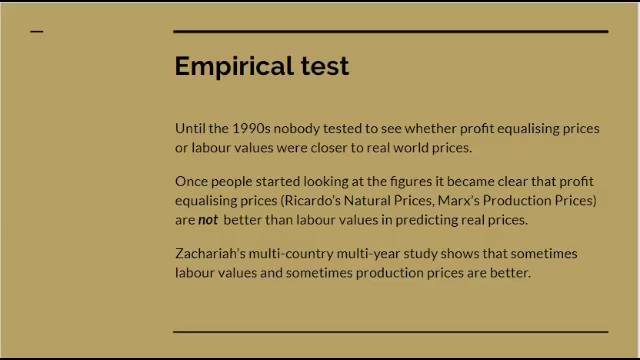 Empirical test
Until the 1990s nobody tested to see whether profit equalising prices
or labour values were closer to real world prices.
Once people started looking at the figures it became clear that profit
equalising prices (Ricardo's Natural Prices, Marx's Production Prices)
are not better than labour values in predicting real prices.
Zachariah's multi-country multi-year study shows that sometimes
labour values and sometimes production prices are better.